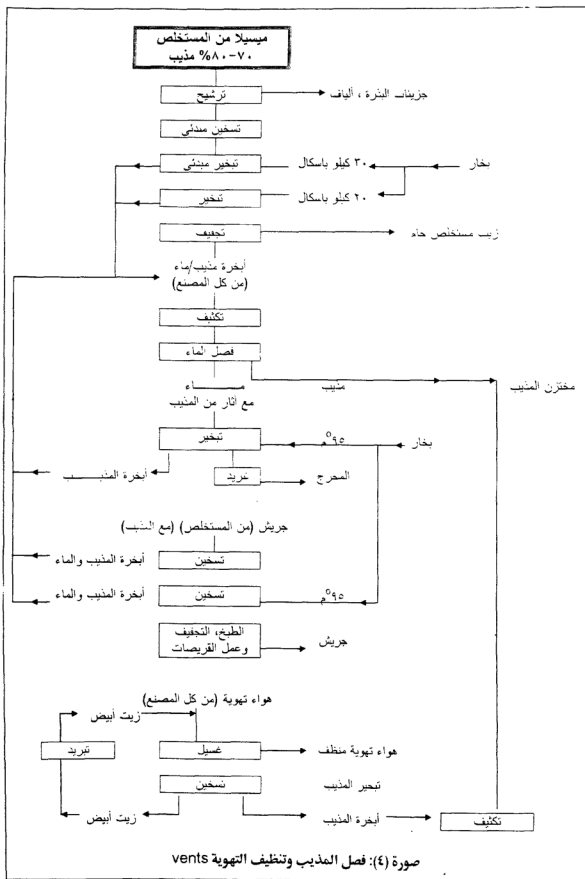 ميسيلا من المستخلص
٧٠-٨٠% مذيب
ترشيح
جزيئات البذرة ، ألياف
تسخين مبدئي
تبخير مبدئي
٣٠ كيلو باسكال
بخار
تبخير
٢٠ كيلو باسكال
تجفيف
زيت مستخلص خام
أبخرة مذيب/ماء
(من كل المصنع)
تكثيف
فصل الماء
مــاء
مذيب
مختزن المذيب
مع آثار من المذيب
تبخير
٩٥°م
بخار
أبخرة المذيــب
تبريد
المخرج
جريش (من المستخلص) (مع المذيب)
أبخرة المذيب والماء
تسخين
أبخرة المذيب والماء
تسخين
٩٥°م
الطبخ، التجفيف
وعمل القريصات
جريش
هواء تهوية (من كل المصنع)
زيت أبيض
تبريد
غسيل
هواء تهوية منظف
تسخين
تبخير المذيب
زيت أبيض
أبخرة المذيب
تكثيف
صورة (٤): فصل المذيب وتنظيف التهوية vents